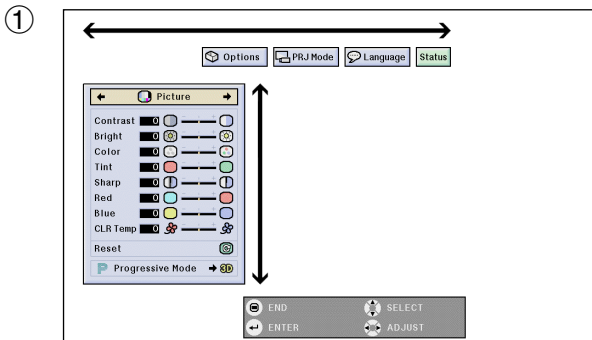 ①
Options PRJ Mode Language Status
Picture
Contrast 0
Bright 0
Color 0
Tint 0
Sharp 0
Red 0
Blue 0
CLR Temp 0
Reset
P Progressive Mode 3D
END SELECT
ENTER ADJUST